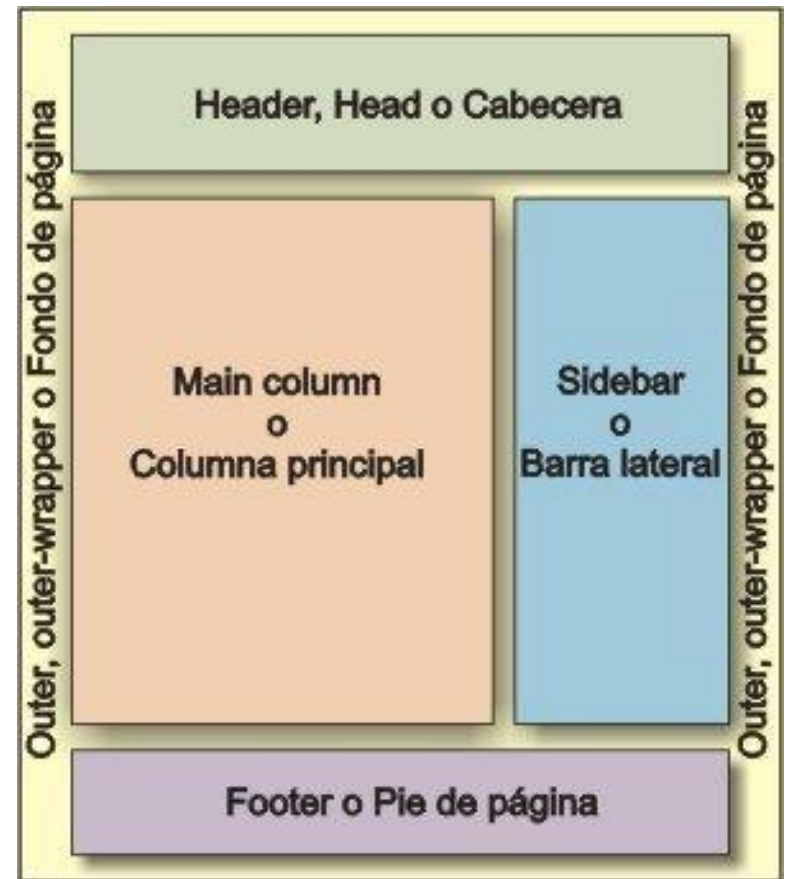 Header, Head o Cabecera
Outer, outer-wrapper o Fondo de página
Main column
o
Columna principal
Sidebar
o
Barra lateral
Outer, outer-wrapper o Fondo de página
Footer o Pie de página